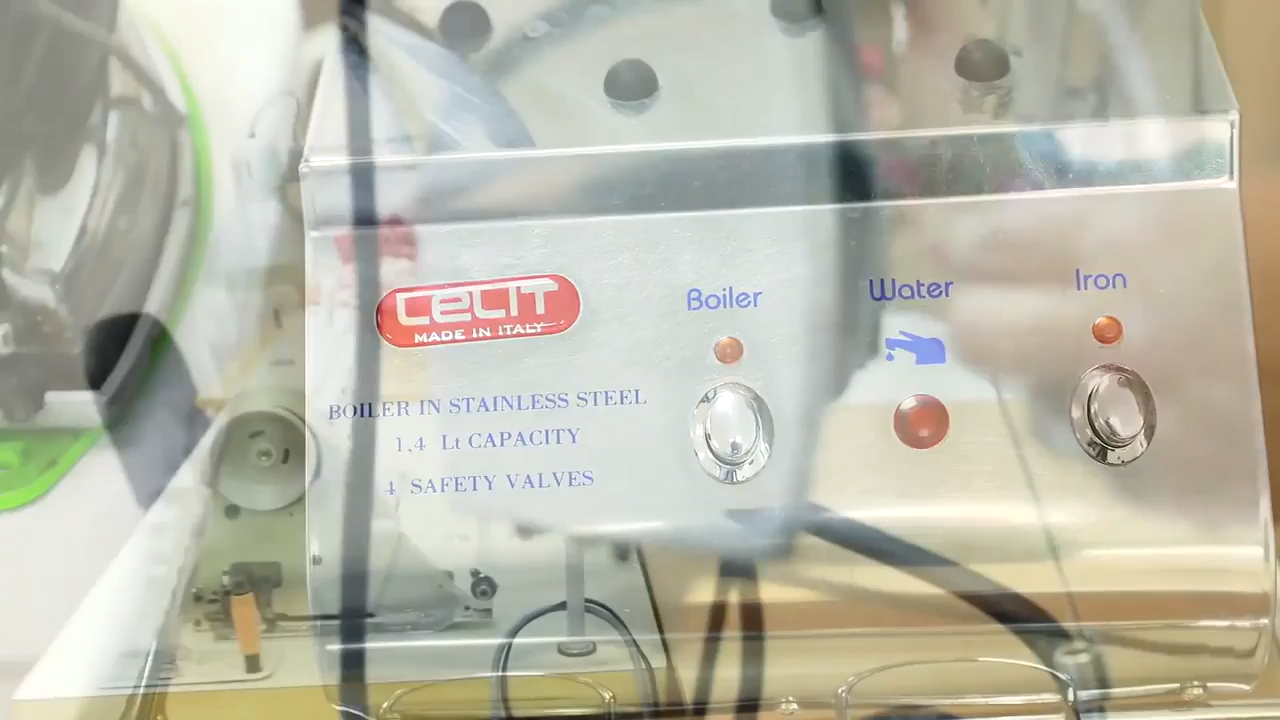 CELIT
MADE IN ITALY
Boiler
Water
Iron
BOILER IN STAINLESS STEEL
1,4 Lt CAPACITY
4 SAFETY VALVES